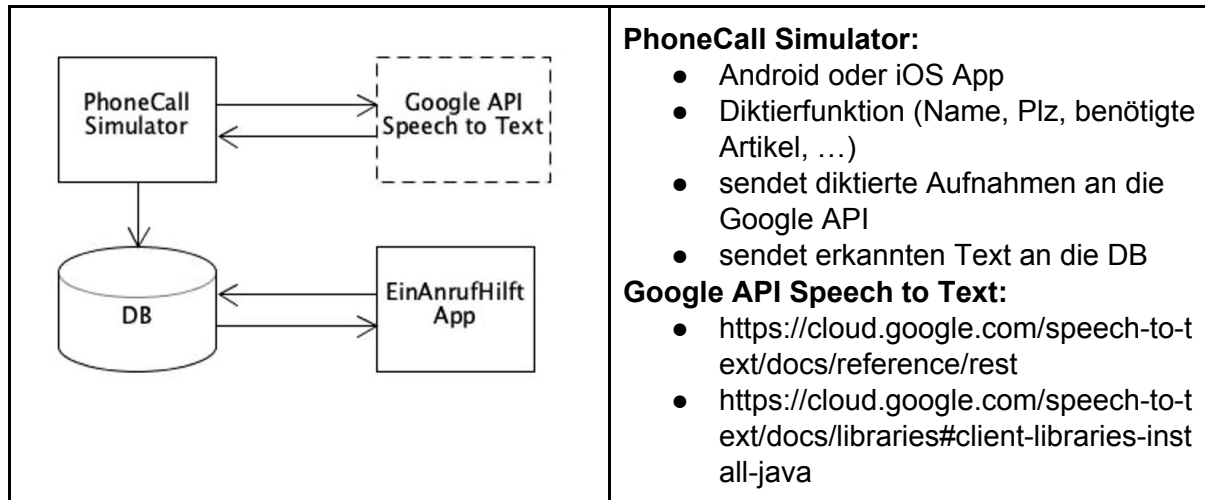 PhoneCall
Simulator
Google API
Speech to Text
DB
EinAnrufHilft
App
PhoneCall Simulator:
● Android oder iOS App
● Diktierfunktion (Name, Plz, benötigte
Artikel, …)
● sendet diktierte Aufnahmen an die
Google API
● sendet erkannten Text an die DB
Google API Speech to Text:
● https://cloud.google.com/speech-to-t
ext/docs/reference/rest
● https://cloud.google.com/speech-to-t
ext/docs/libraries#client-libraries-inst
all-java